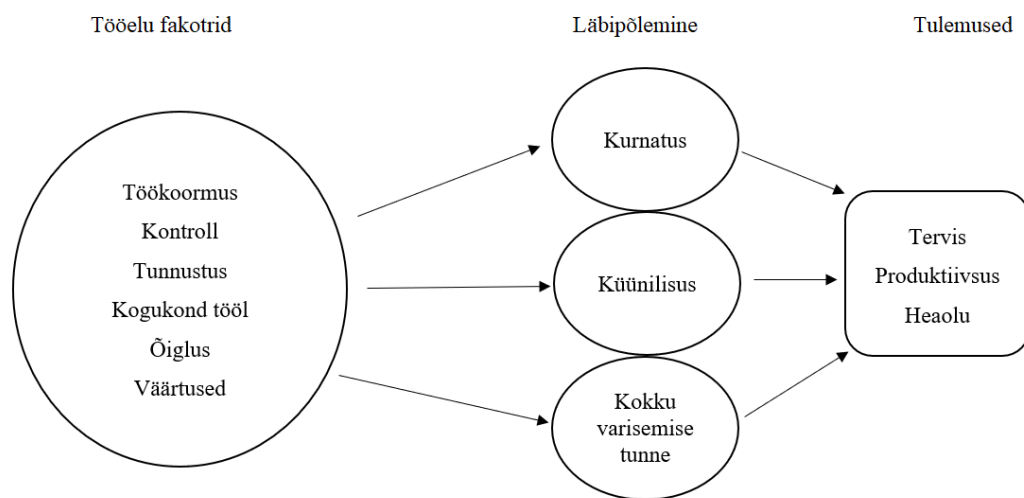 Tööelu fakotrid
Läbipõlemine
Tulemused
Töökoormus
Kontroll
Tunnustus
Kogukond tööl
Õiglus
Väärtused
Kurnatus
Küünilisus
Kokku
varisemise
tunne
Tervis
Produktiivsus
Heaolu